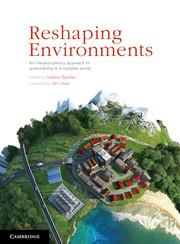 Reshaping
Environments
An interdisciplinary approach to
sustainability in a complex world
Edited by Helena Bender
Foreword by Ian Lowe
CAMBRIDGE